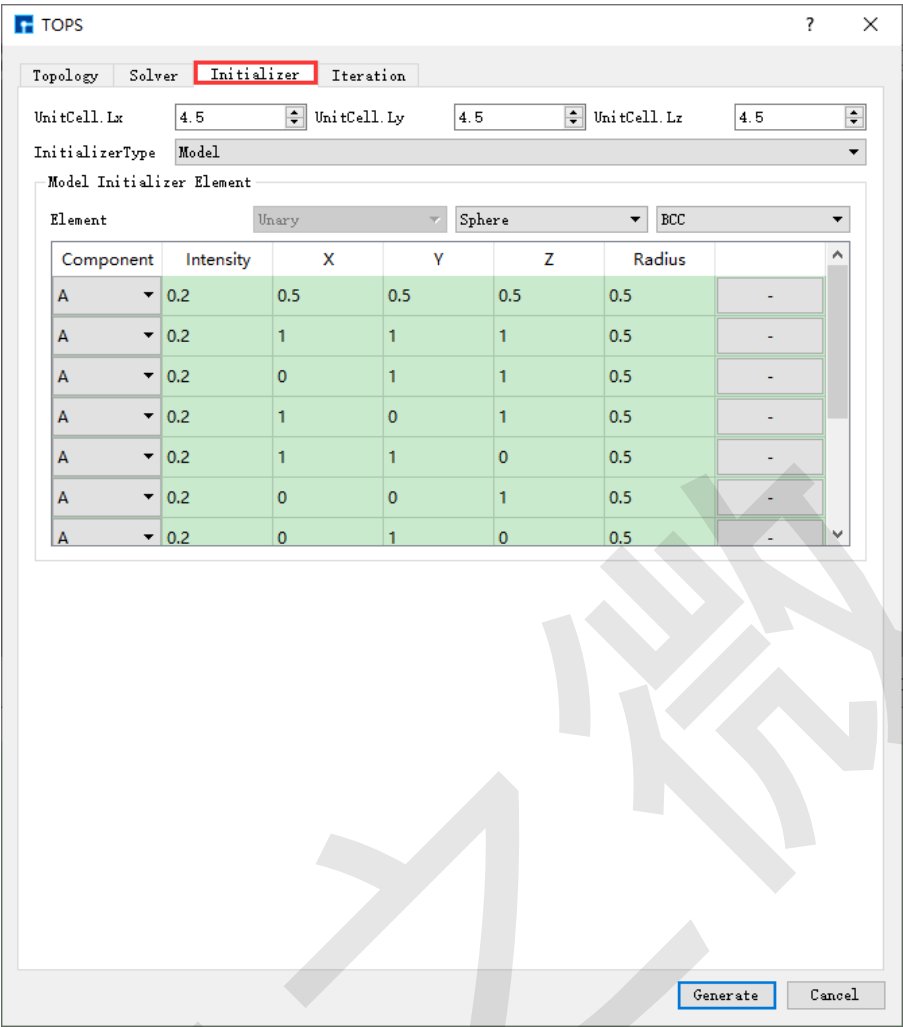 TOPS ?
Topology Solver Initializer Iteration
UnitCell.Lx 4.5 UnitCell.Ly 4.5 UnitCell.Lz 4.5
InitializerType Model
Model Initializer Element
Element Unary Sphere BCC
Component Intensity X Y Z Radius
A 0.2 0.5 0.5 0.5 0.5 -
A 0.2 1 1 1 0.5 -
A 0.2 0 1 1 0.5 -
A 0.2 1 0 1 0.5 -
A 0.2 1 1 0 0.5 -
A 0.2 0 0 1 0.5 -
A 0.2 0 1 0 0.5 -
Generate Cancel
之微